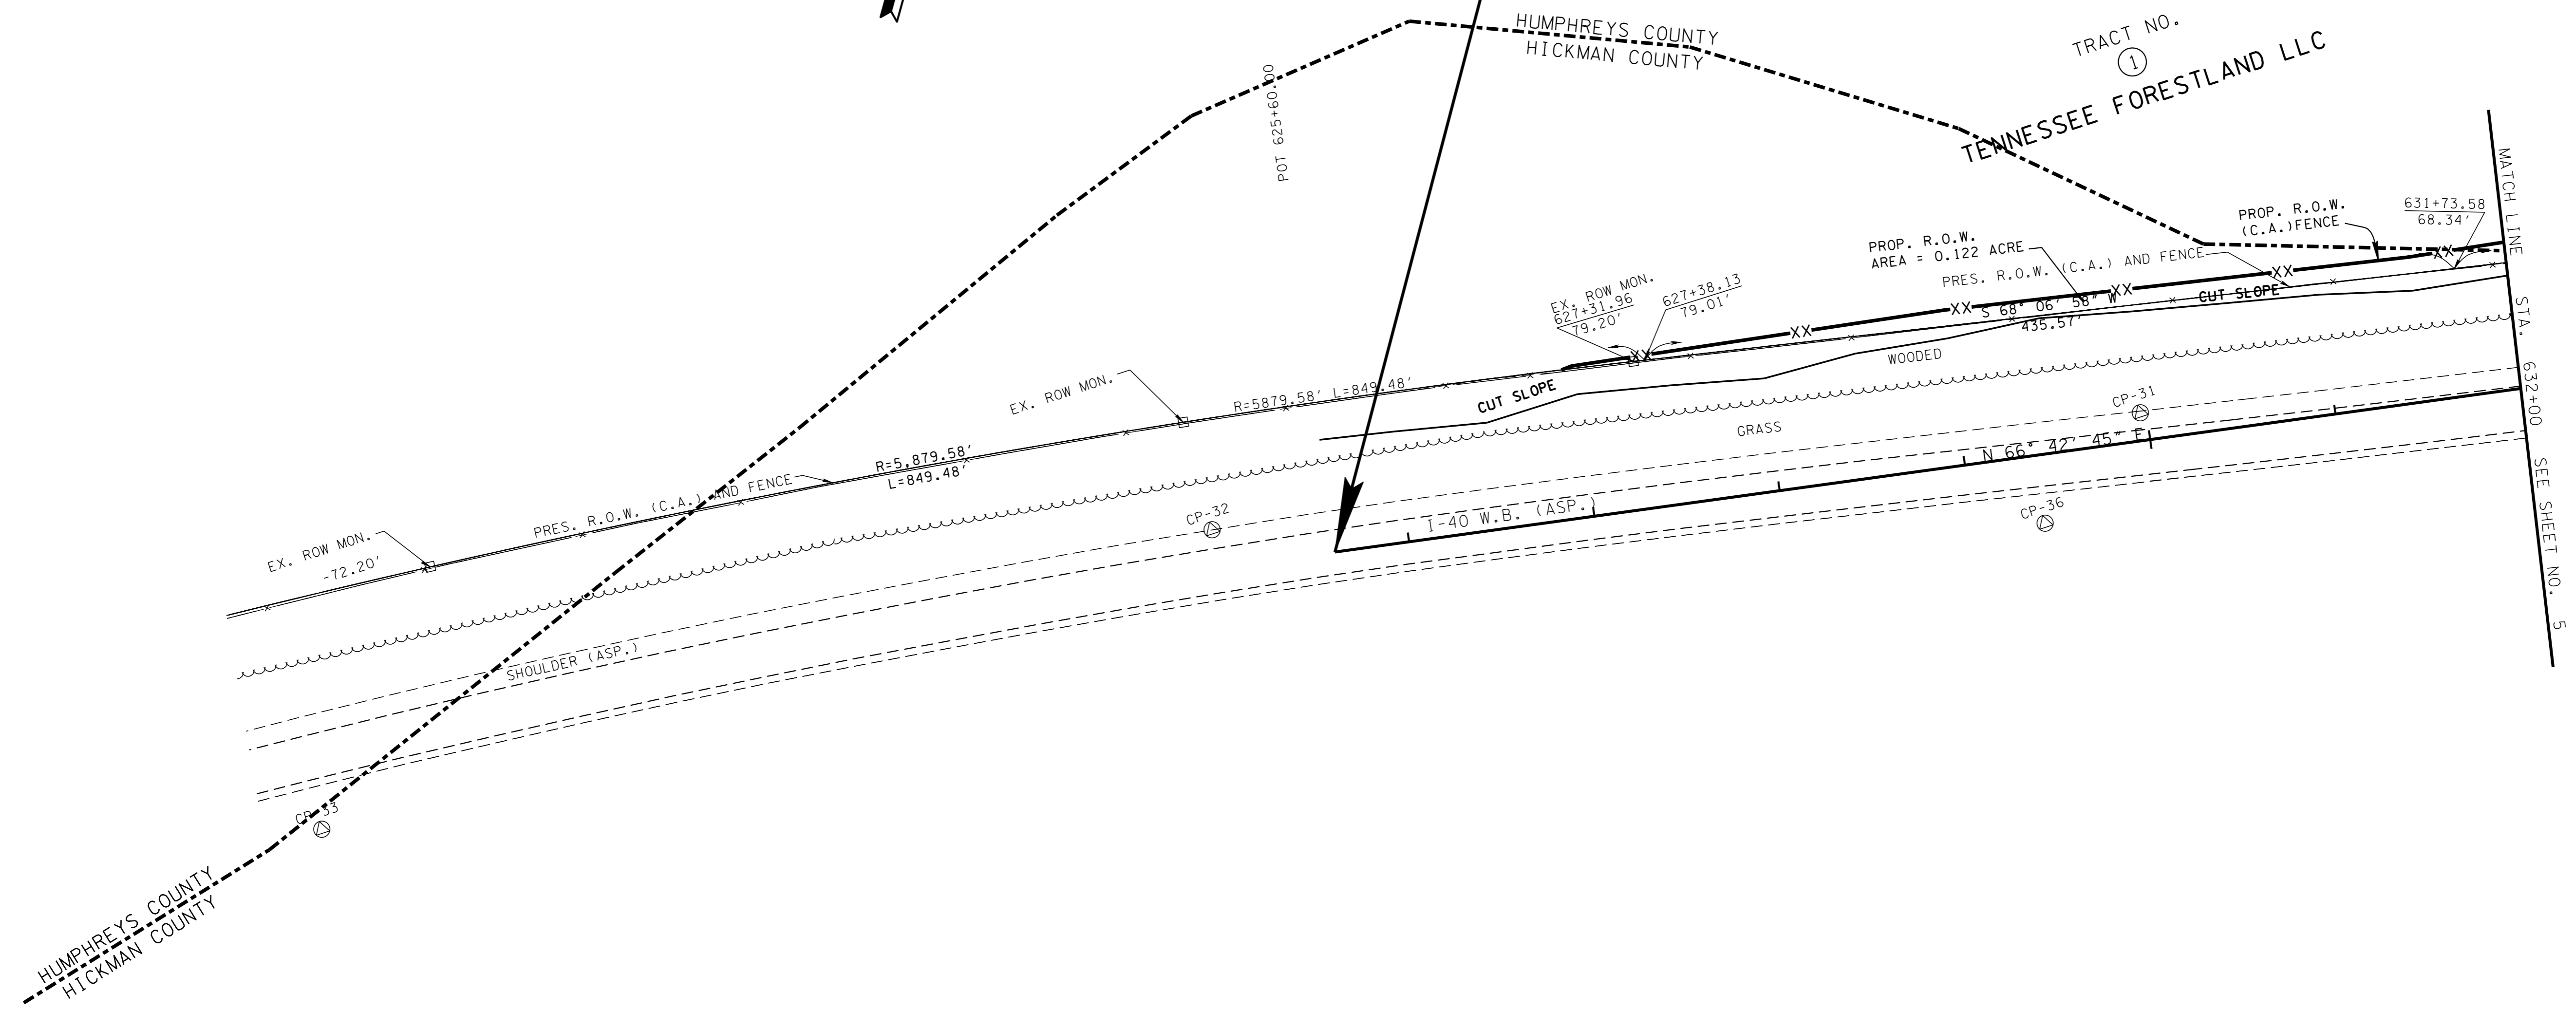 HUMPHREYS COUNTY
HICKMAN COUNTY
TRACT NO.
1
TENNESSEE FORESTLAND LLC
POT 625+60.00
MATCH LINE STA. 632+00 SEE SHEET NO. 5
631+73.58
68.34'
PROP. R.O.W.
(C.A.)FENCE
PROP. R.O.W.
AREA = 0.122 ACRE
PRES. R.O.W. (C.A.) AND FENCE
EX. ROW MON.
627+31.96
79.20'
627+38.13
79.01'
CUT SLOPE
S 68° 06' 58" W
435.57'
WOODED
EX. ROW MON.
R=5879.58' L=849.48'
CUT SLOPE
CP-31
GRASS
N 66° 42' 45" E
R=5,879.58'
L=849.48'
PRES. R.O.W. (C.A.) AND FENCE
CP-32
I-40 W.B. (ASP.)
CP-36
EX. ROW MON.
-72.20'
SHOULDER (ASP.)
CP-33
HUMPHREYS COUNTY
HICKMAN COUNTY